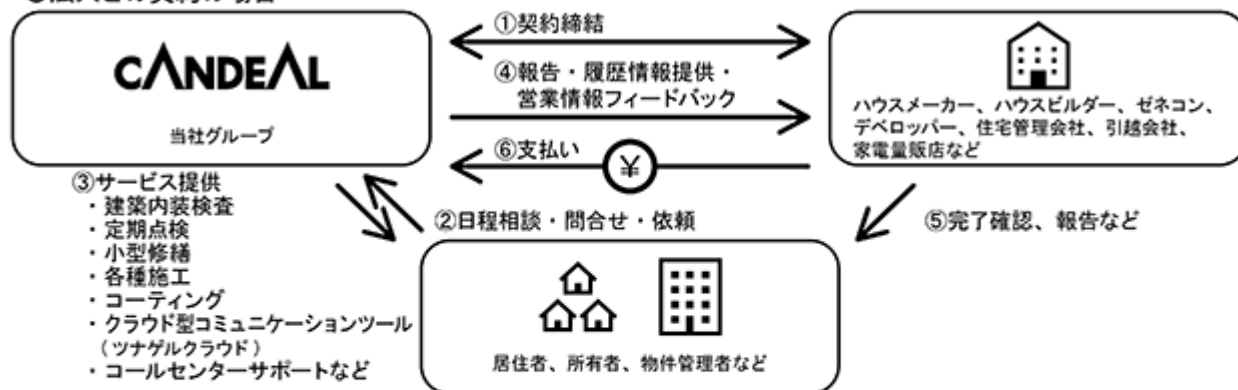 ①契約締結
CANDEAL
当社グループ
④報告・履歴情報提供・
営業情報フィードバック
ハウスメーカー、ハウスビルダー、ゼネコン、
デベロッパー、住宅管理会社、引越会社、
家電量販店など
⑥支払い
¥
③サービス提供
・建築内装検査
・定期点検
・小型修繕
・各種施工
・コーティング
・クラウド型コミュニケーションツール
（ツナゲルクラウド）
・コールセンターサポートなど
②日程相談・問合せ・依頼
⑤完了確認、報告など
居住者、所有者、物件管理者など